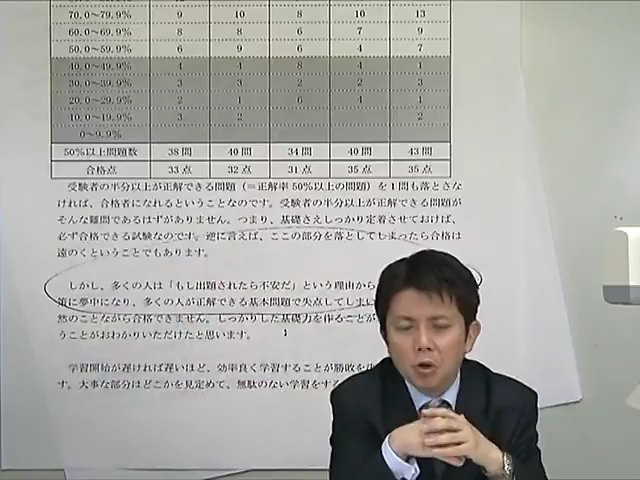 70.0～79.9% 9 10 8 10 13
60.0～69.9% 8 8 6 7 9
50.0～59.9% 6 9 6 4 7
40.0～49.9% 4 4 8 4 1
30.0～39.9% 3 3 2 2 3
20.0～29.9% 2 1 6 4 1
10.0～19.9% 3 2 2
0～9.9%
50%以上問題数 38問 40問 34問 40問 43問
合格点 33点 32点 31点 35点 35点
受験者の半分以上が正解できる問題（＝正解率50%以上の問題）を1問も落とさな
ければ、合格者になれるということなのです。受験者の半分以上が正解できる問題が
そんな難問であるはずがありません。つまり、基礎さえしっかり定着させておけば、
必ず合格できる試験なのです。逆に言えば、ここの部分を落としてしまったら合格は
遠のくということでもあります。
しかし、多くの人は「もし出題されたら不安だ」という理由から
策に夢中になり、多くの人が正解できる基本問題で失点してしまい
然のことながら合格できません。しっかりした基礎力を作ることが
うことがおわかりいただけたと思います。
学習開始が遅ければ遅いほど、効率良く学習することが勝敗を
す。大事な部分はどこかを見定めて、無駄のない学習をする